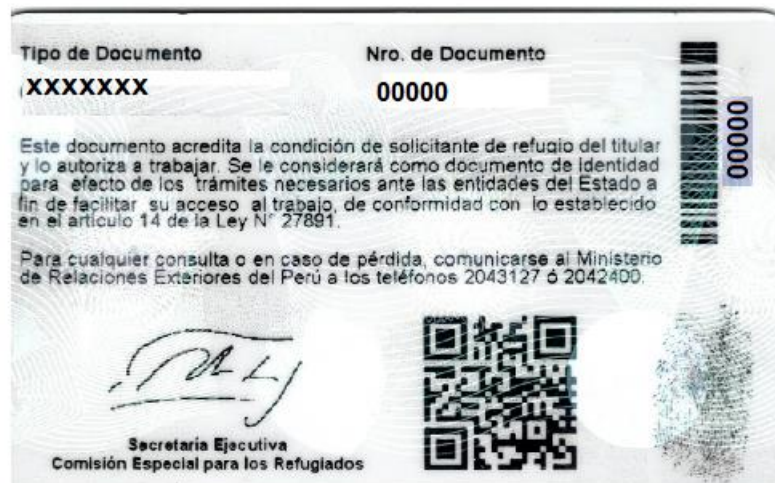 Tipo de Documento
Nro. de Documento
XXXXXXX
00000
00000
Este documento acredita la condición de solicitante de refugio del titular
y lo autoriza a trabajar. Se le considerará como documento de identidad
para efecto de los trámites necesarios ante las entidades del Estado a
fin de facilitar su acceso al trabajo, de conformidad con lo establecido
en el artículo 14 de la Ley N° 27891.
Para cualquier consulta o en caso de pérdida, comunicarse al Ministerio
de Relaciones Exteriores del Perú a los teléfonos 2043127 ó 2042400.
Secretaria Ejecutiva
Comisión Especial para los Refugiados